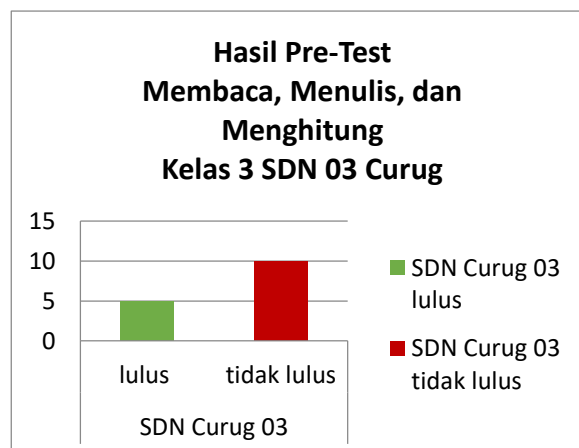 Hasil Pre-Test
Membaca, Menulis, dan
Menghitung
Kelas 3 SDN 03 Curug
15
10
5
0
lulus
tidak lulus
SDN Curug 03
SDN Curug 03
lulus
SDN Curug 03
tidak lulus